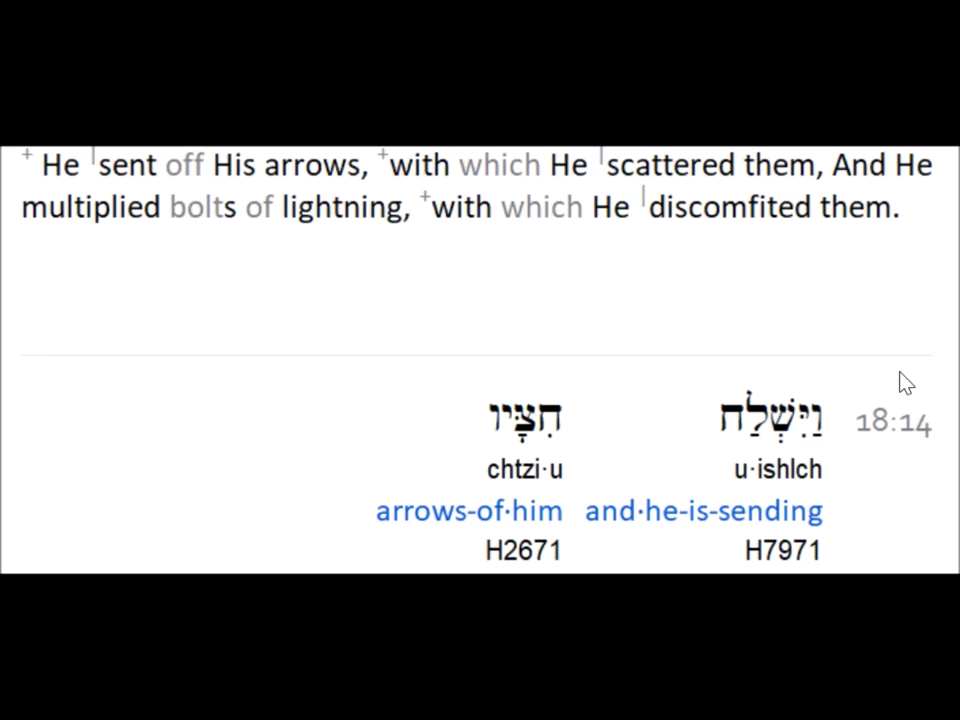 + He |sent off His arrows, +with which He |scattered them, And He
multiplied bolts of lightning, +with which He |discomfited them.
18:14 וַיִּשְׁלַח חִצָּיו
u·ishlch chtzi·u
and·he-is-sending arrows-of·him
H7971 H2671